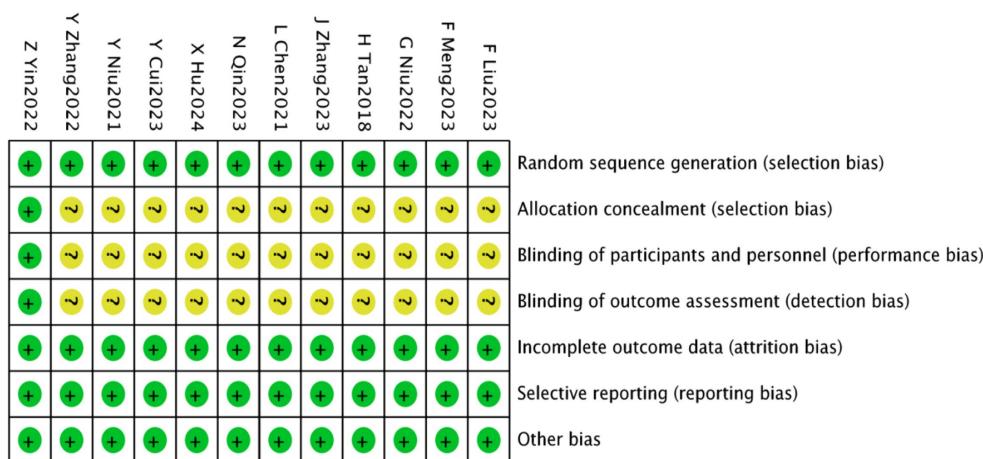 Z Yin2022
Y Zhang2022
Y Niu2021
Y Cui2023
X Hu2024
N Qin2023
L Chen2021
J Zhang2023
H Tan2018
G Niu2022
F Meng2023
F Liu2023
+ + + + + + + + + + + + Random sequence generation (selection bias)
+ ? ? ? ? ? ? ? ? ? ? ? Allocation concealment (selection bias)
+ ? ? ? ? ? ? ? ? ? ? ? Blinding of participants and personnel (performance bias)
+ ? ? ? ? ? ? ? ? ? ? ? Blinding of outcome assessment (detection bias)
+ + + + + + + + + + + + Incomplete outcome data (attrition bias)
+ + + + + + + + + + + + Selective reporting (reporting bias)
+ + + + + + + + + + + + Other bias